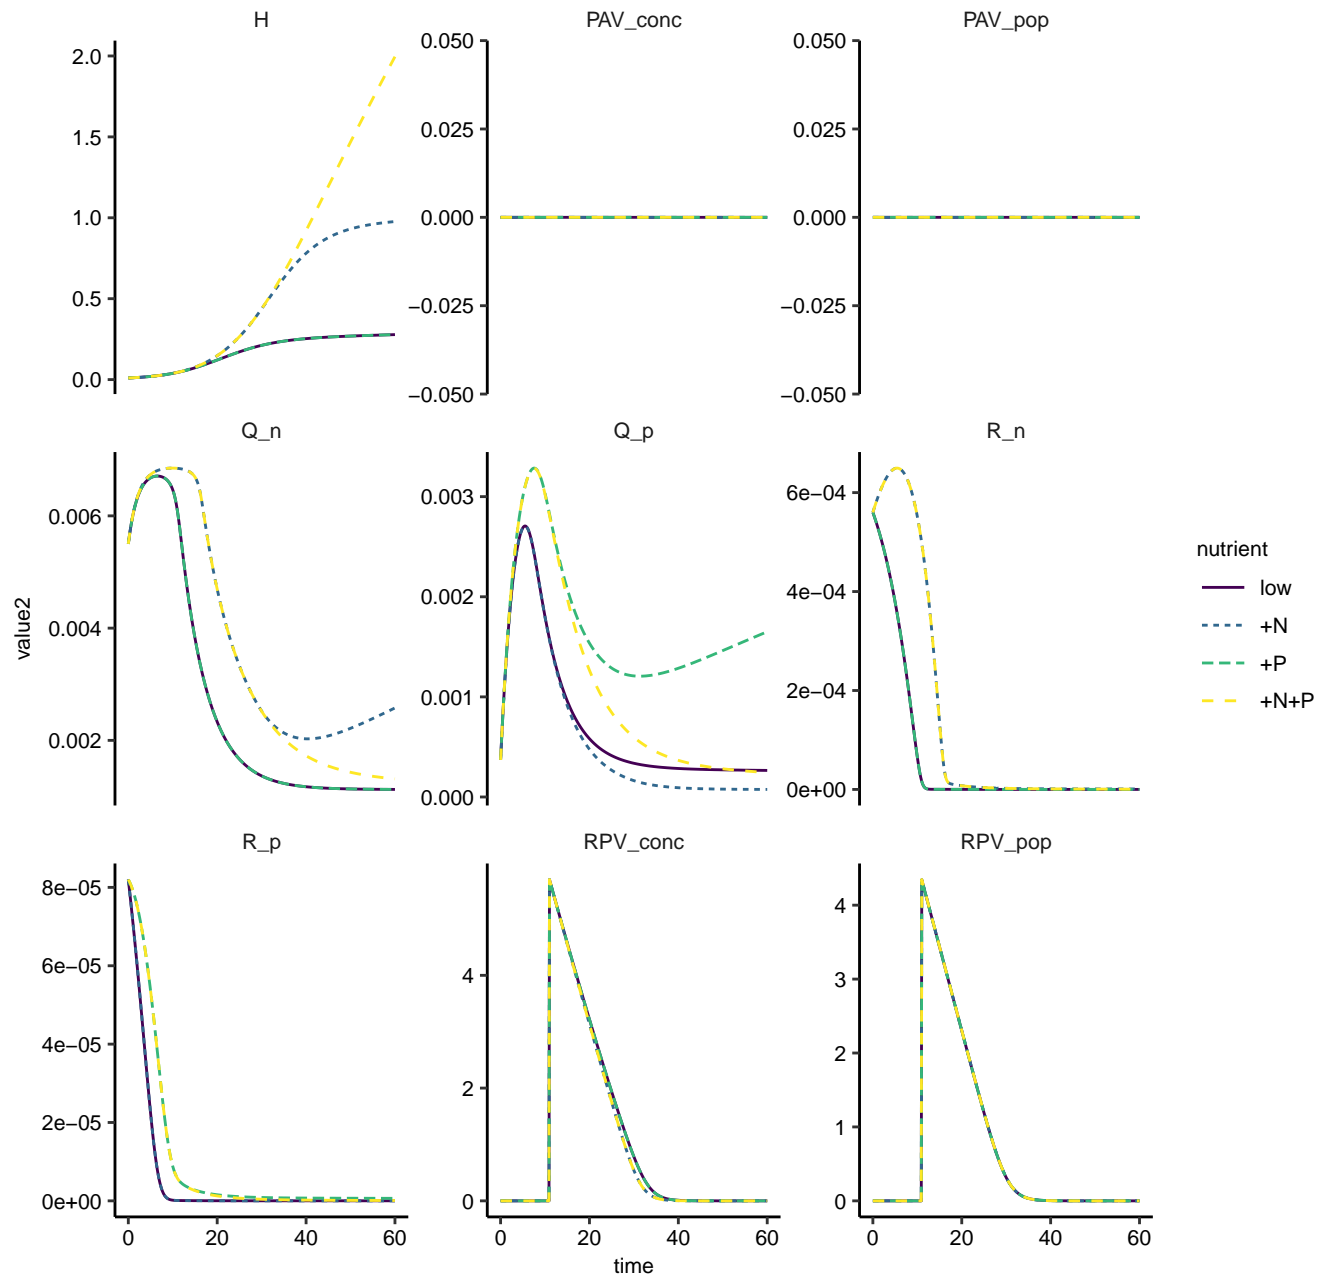 H
PAV_conc
PAV_pop
2.0
1.5
1.0
0.5
0.0
0.050
0.025
0.000
−0.025
−0.050
0.050
0.025
0.000
−0.025
−0.050
Q_n
Q_p
R_n
0.006
0.004
0.002
0.003
0.002
0.001
0.000
6e−04
4e−04
2e−04
0e+00
R_p
RPV_conc
RPV_pop
8e−05
6e−05
4e−05
2e−05
0e+00
4
2
0
4
3
2
1
0
0 20 40 60
0 20 40 60
0 20 40 60
time
value2
nutrient
low
+N
+P
+N+P